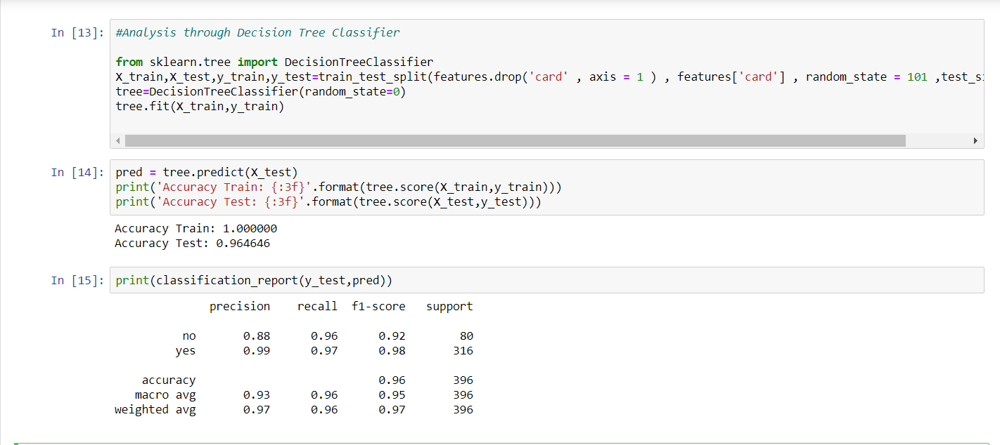 In [13]: #Analysis through Decision Tree Classifier
from sklearn.tree import DecisionTreeClassifier
X_train,X_test,y_train,y_test=train_test_split(features.drop('card' , axis = 1 ) , features['card'] , random_state = 101 ,test_s
tree=DecisionTreeClassifier(random_state=0)
tree.fit(X_train,y_train)
In [14]: pred = tree.predict(X_test)
print('Accuracy Train: {:3f}'.format(tree.score(X_train,y_train)))
print('Accuracy Test: {:3f}'.format(tree.score(X_test,y_test)))
Accuracy Train: 1.000000
Accuracy Test: 0.964646
In [15]: print(classification_report(y_test,pred))
precision recall f1-score support
no 0.88 0.96 0.92 80
yes 0.99 0.97 0.98 316
accuracy 0.96 396
macro avg 0.93 0.96 0.95 396
weighted avg 0.97 0.96 0.97 396